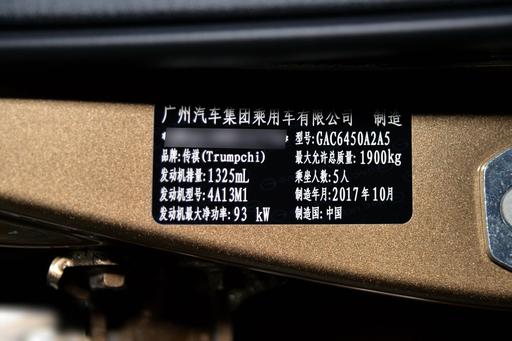 广州汽车集团乘用车有限公司 制造
* * 型号:GAC6450A2A5
品牌:传祺(Trumpchi) 最大允许总质量:1900kg
发动机排量:1325mL 乘坐人数:5人
发动机型号:4A13M1 制造年月:2017年10月
发动机最大净功率:93 kW 制造国:中国